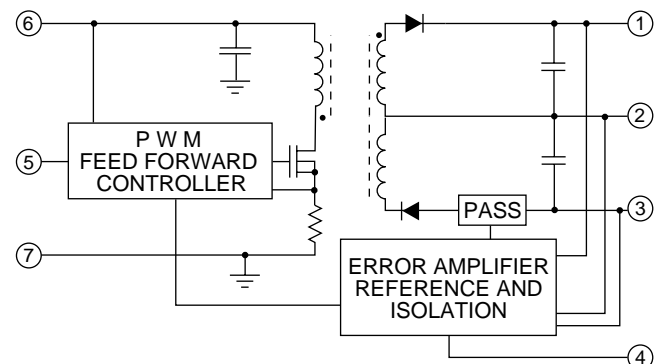 6
1
2
P W M
FEED FORWARD
CONTROLLER
5
PASS
3
7
ERROR AMPLIFIER
REFERENCE AND
ISOLATION
4